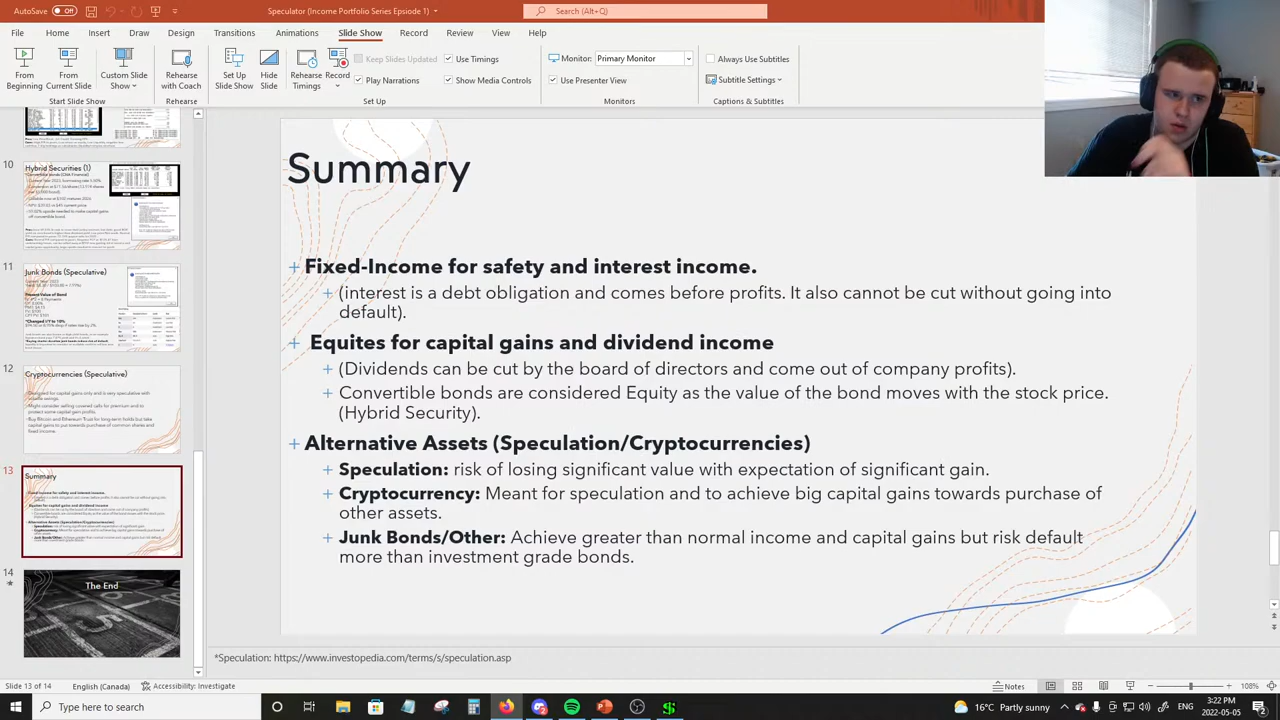 AutoSave Off
Speculator (Income Portolio Strategy Episode 1)
Search (Alt+Q)
File Home Insert Draw Design Transitions Animations Slide Show Record Review View Help
From Beginning
From Current Slide
Custom Slide Show
Rehearse with Coach
Set Up Slide Show
Hide Slide
Rehearse Timings
Record
Keep Slides Updated
Play Narrations
Use Timings
Show Media Controls
Monitor: Primary Monitor
Use Presenter View
Always Use Subtitles
Subtitle Settings
Start Slide Show
Rehearse
Set Up
Monitors
Captions & Subtitles
10
Hybrid Securities (1)
11
Junk Bonds (Speculative)
12
Cryptocurrencies (Speculative)
13
Summary
14
The End
Summary
Fixed-Income for safety and interest income.
(interest is a debt obligation and comes before profits. It also cannot be cut without going into
default).
Equites for capital gains and dividend income
(Dividends can be cut by the board of directors and come out of company profits).
Convertible bonds are considered Equity as the value of the bond moves with the stock price.
(Hybrid Security).
Alternative Assets (Speculation/Cryptocurrencies)
Speculation: risk of losing significant value with expectation of significant gain.
Cryptocurrency: meant for speculation and to achieve big capital gains towards purchase of
other assets.
Junk Bonds/Other: Achieve greater than normal income and capital gains but risk default
more than investment grade bonds.
*Speculation: https://www.investopedia.com/terms/s/speculation.asp
Slide 13 of 14 English (Canada) Accessibility: Investigate
Notes
108%
Type here to search
16°C Partly sunny
3:22 PM
2022-05-05